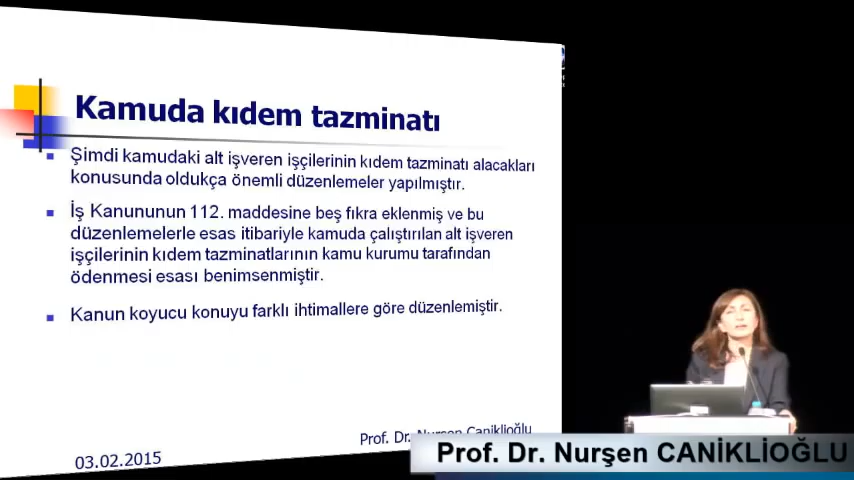 Kamuda kıdem tazminatı
Şimdi kamudaki alt işveren işçilerinin kıdem tazminatı alacakları
konusunda oldukça önemli düzenlemeler yapılmıştır.
İş Kanununun 112. maddesine beş fıkra eklenmiş ve bu
düzenlemelerle esas itibariyle kamuda çalıştırılan alt işveren
işçilerinin kıdem tazminatlarının kamu kurumu tarafından
ödenmesi esası benimsenmiştir.
Kanun koyucu konuyu farklı ihtimallere göre düzenlemiştir.
Prof. Dr. Nurşen Caniklioğlu
03.02.2015
Prof. Dr. Nurşen CANİKLİOĞLU